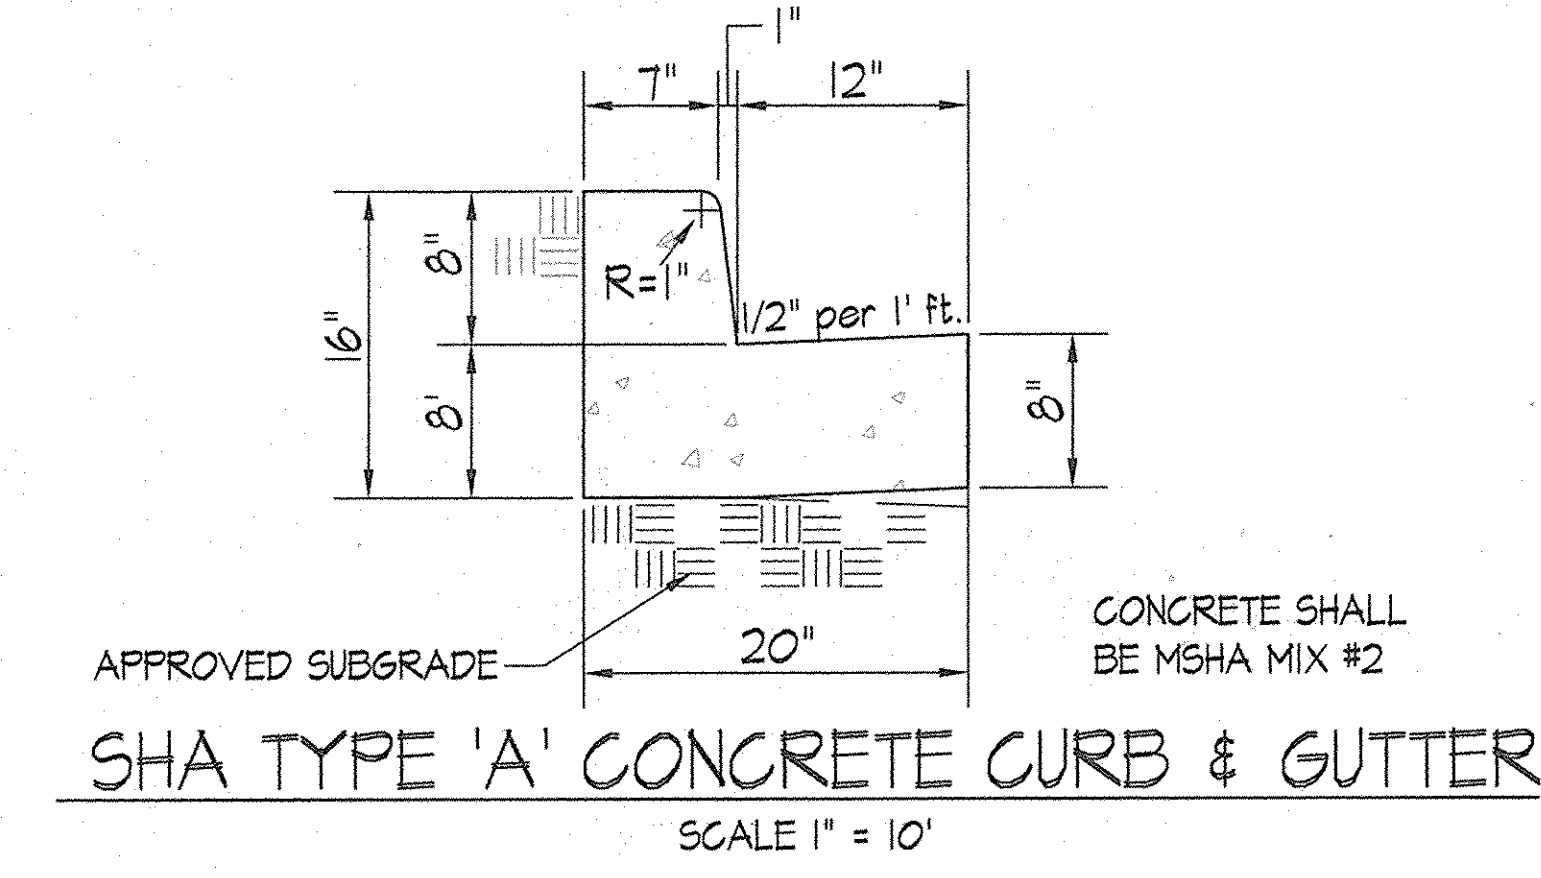 1"
7"
12"
8"
R=1"
1/2" per 1' ft.
16"
8'
8"
20"
APPROVED SUBGRADE
CONCRETE SHALL
BE MSHA MIX #2
SHA TYPE 'A' CONCRETE CURB & GUTTER
SCALE 1" = 10'